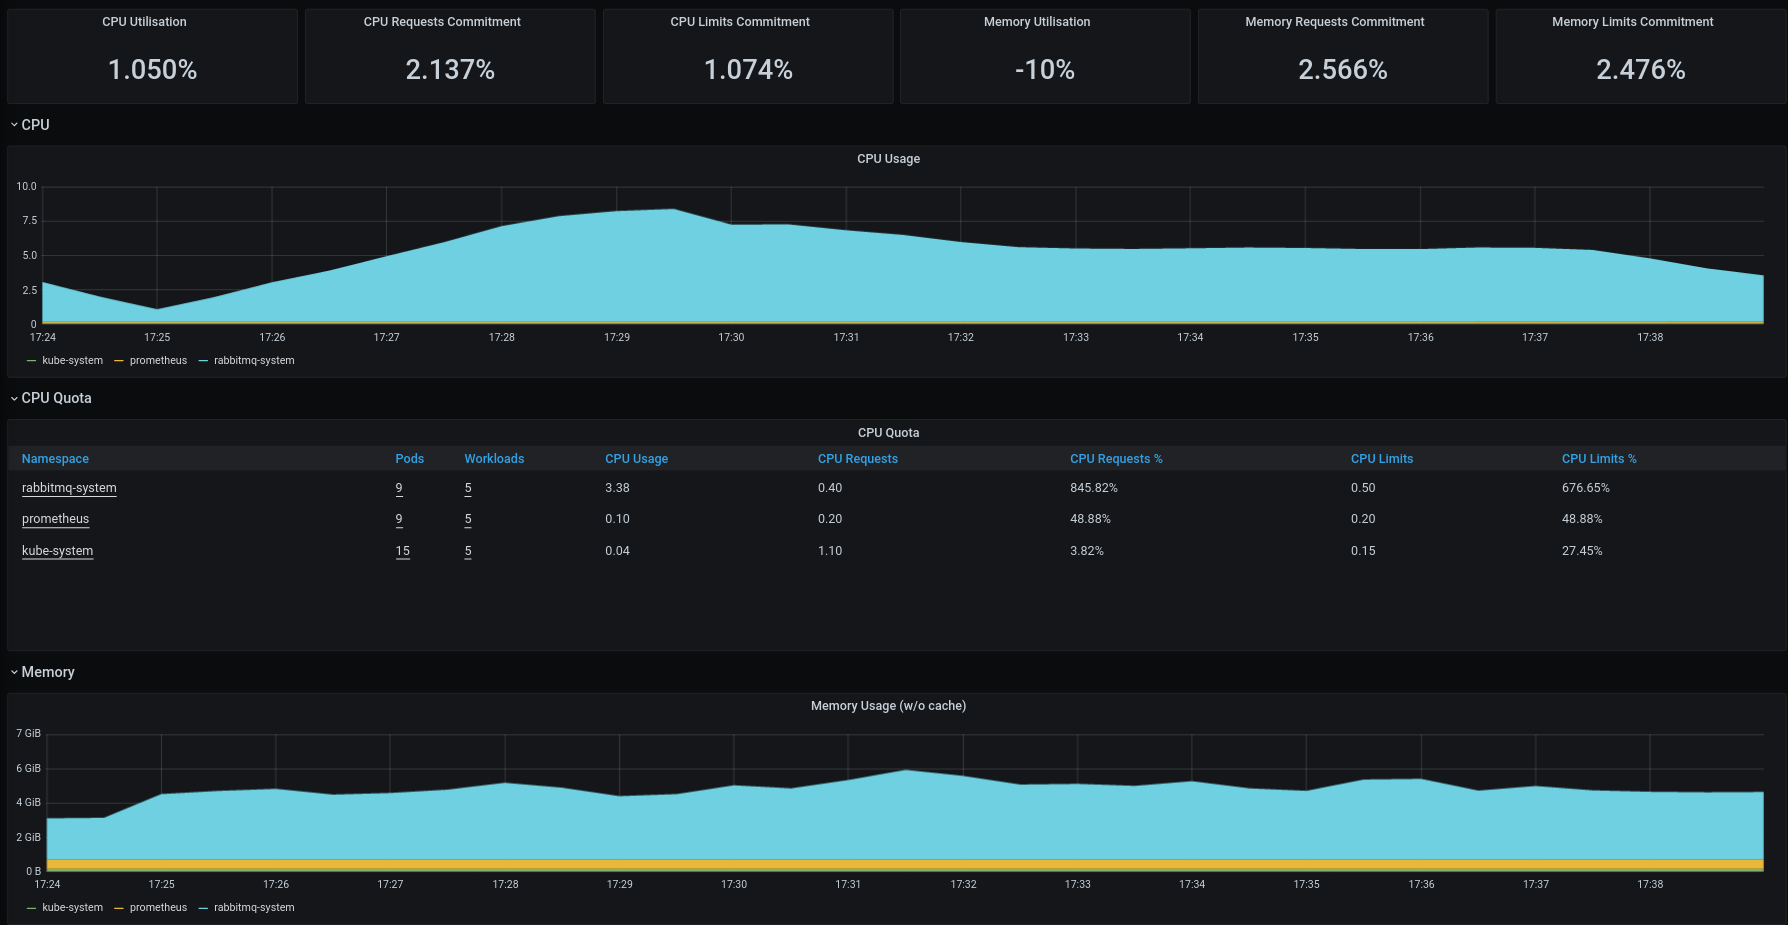 CPU Utilisation CPU Requests Commitment CPU Limits Commitment Memory Utilisation Memory Requests Commitment Memory Limits Commitment
1.050% 2.137% 1.074% -10% 2.566% 2.476%
CPU
CPU Usage
10.0
7.5
5.0
2.5
0
17:24 17:25 17:26 17:27 17:28 17:29 17:30 17:31 17:32 17:33 17:34 17:35 17:36 17:37 17:38
kube-system prometheus rabbitmq-system
CPU Quota
CPU Quota
Namespace Pods Workloads CPU Usage CPU Requests CPU Requests % CPU Limits CPU Limits %
rabbitmq-system 9 5 3.38 0.40 845.82% 0.50 676.65%
prometheus 9 5 0.10 0.20 48.88% 0.20 48.88%
kube-system 15 5 0.04 1.10 3.82% 0.15 27.45%
Memory
Memory Usage (w/o cache)
7 GiB
6 GiB
4 GiB
2 GiB
0 B
17:24 17:25 17:26 17:27 17:28 17:29 17:30 17:31 17:32 17:33 17:34 17:35 17:36 17:37 17:38
kube-system prometheus rabbitmq-system